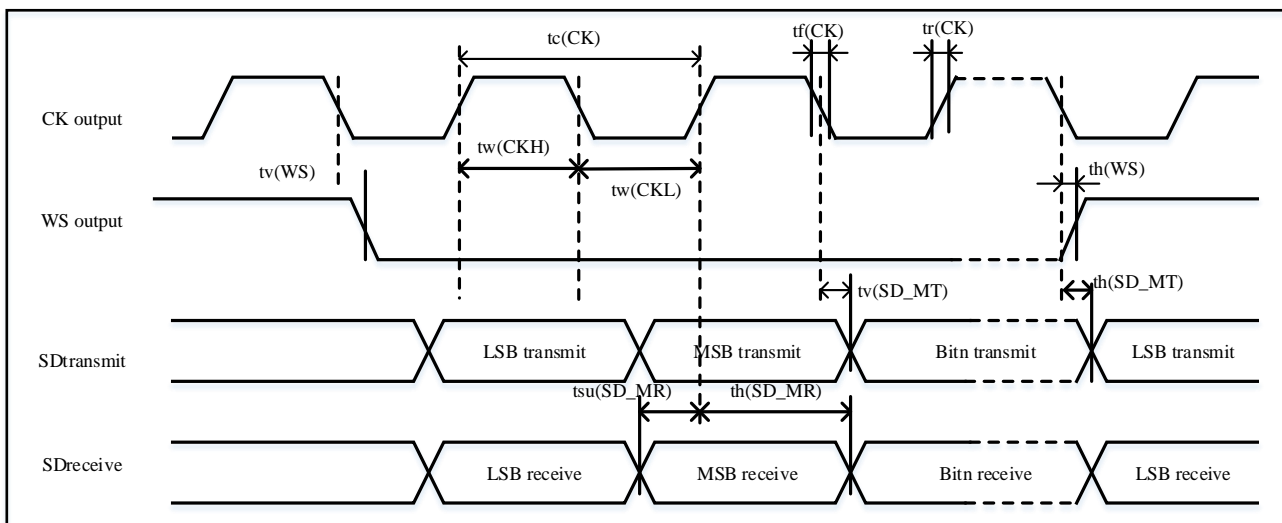 tc(CK)
tf(CK)
tr(CK)
CK output
tw(CKH)
tv(WS)
th(WS)
tw(CKL)
WS output
tv(SD_MT)
th(SD_MT)
LSB transmit
MSB transmit
Bitn transmit
LSB transmit
SDtransmit
tsu(SD_MR)
th(SD_MR)
SDreceive
LSB receive
MSB receive
Bitn receive
LSB receive